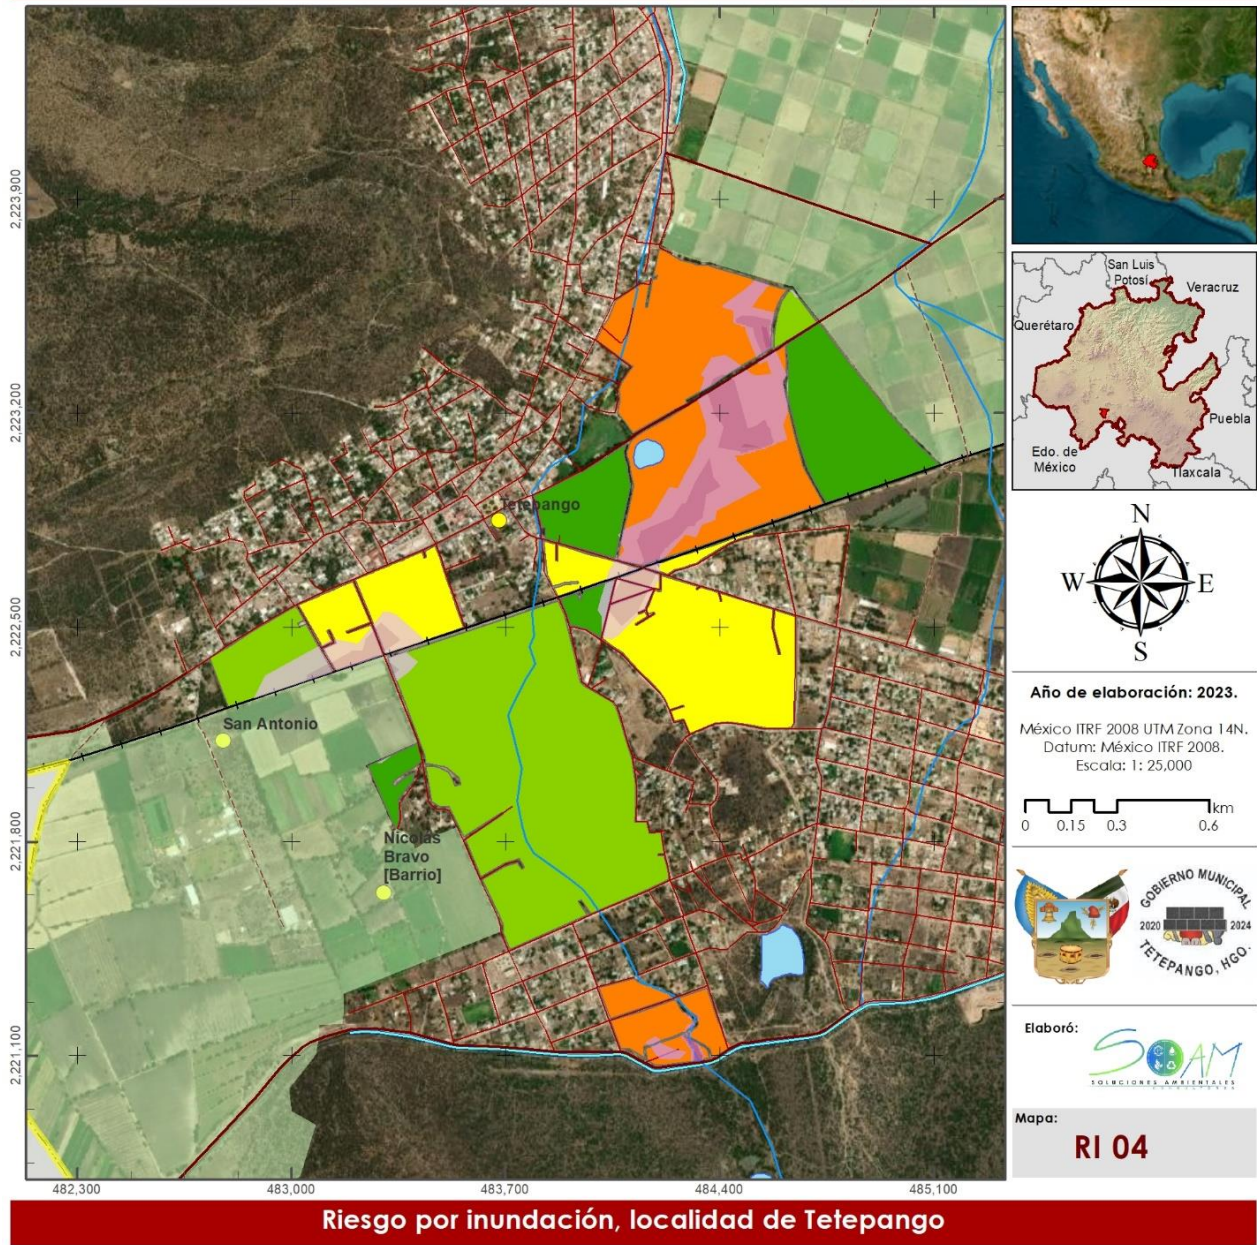 2,223,900
2,223,200
2,222,500
2,221,800
2,221,100
482,300
483,000
483,700
484,400
485,100
Tetepango
San Antonio
Nicolás
Bravo
[Barrio]
San Luis
Potosí
Veracruz
Querétaro
Puebla
Edo. de
México
Tlaxcala
N
W
E
S
Año de elaboración: 2023.
México ITRF 2008 UTM Zona 14N.
Datum: México ITRF 2008.
Escala: 1: 25,000
km
0 0.15 0.3 0.6
GOBIERNO MUNICIPAL
2020 2024
TETEPANGO, HGO.
Elaboró:
SOAM
SOLUCIONES AMBIENTALES
Mapa:
RI 04
Riesgo por inundación, localidad de Tetepango